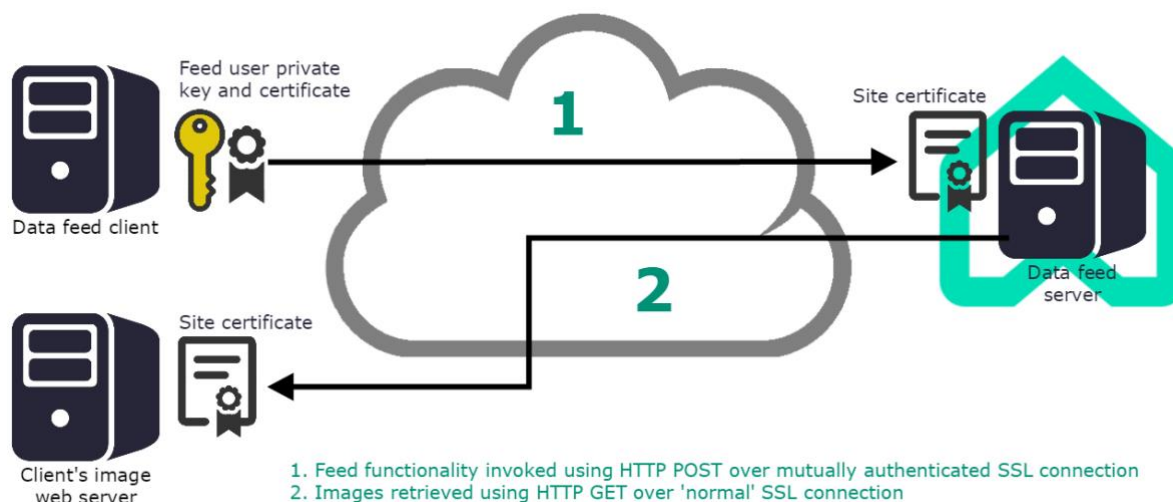 Feed user private
key and certificate
1
Site certificate
Data feed client
Data feed
server
2
Site certificate
Client's image
web server
1. Feed functionality invoked using HTTP POST over mutually authenticated SSL connection
2. Images retrieved using HTTP GET over 'normal' SSL connection